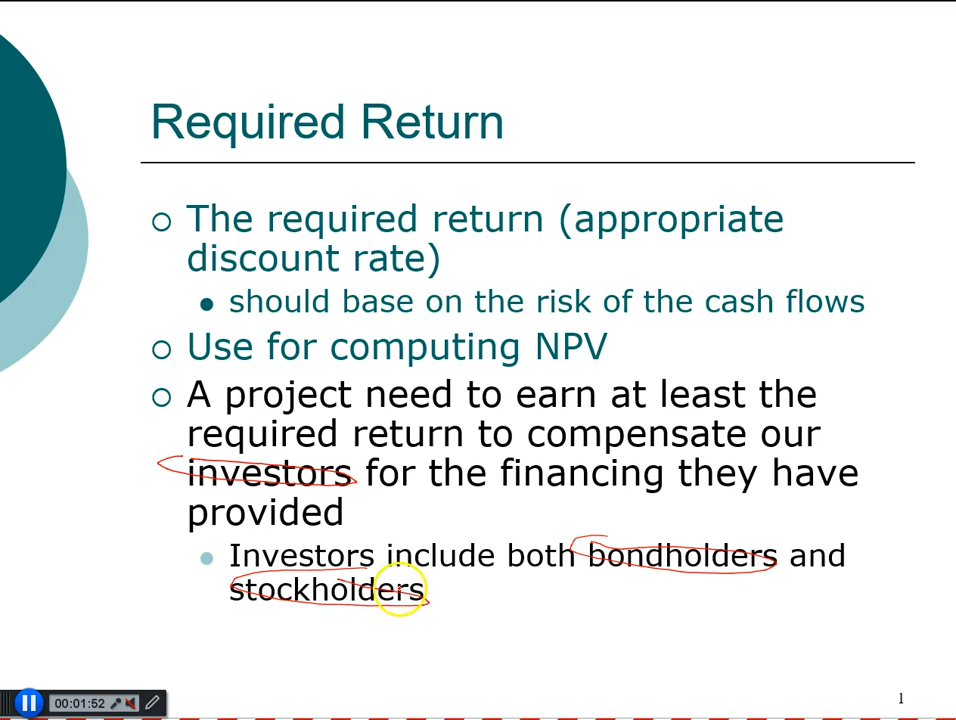 Required Return
The required return (appropriate
discount rate)
should base on the risk of the cash flows
Use for computing NPV
A project need to earn at least the
required return to compensate our
investors for the financing they have
provided
Investors include both bondholders and
stockholders
00:01:52
1